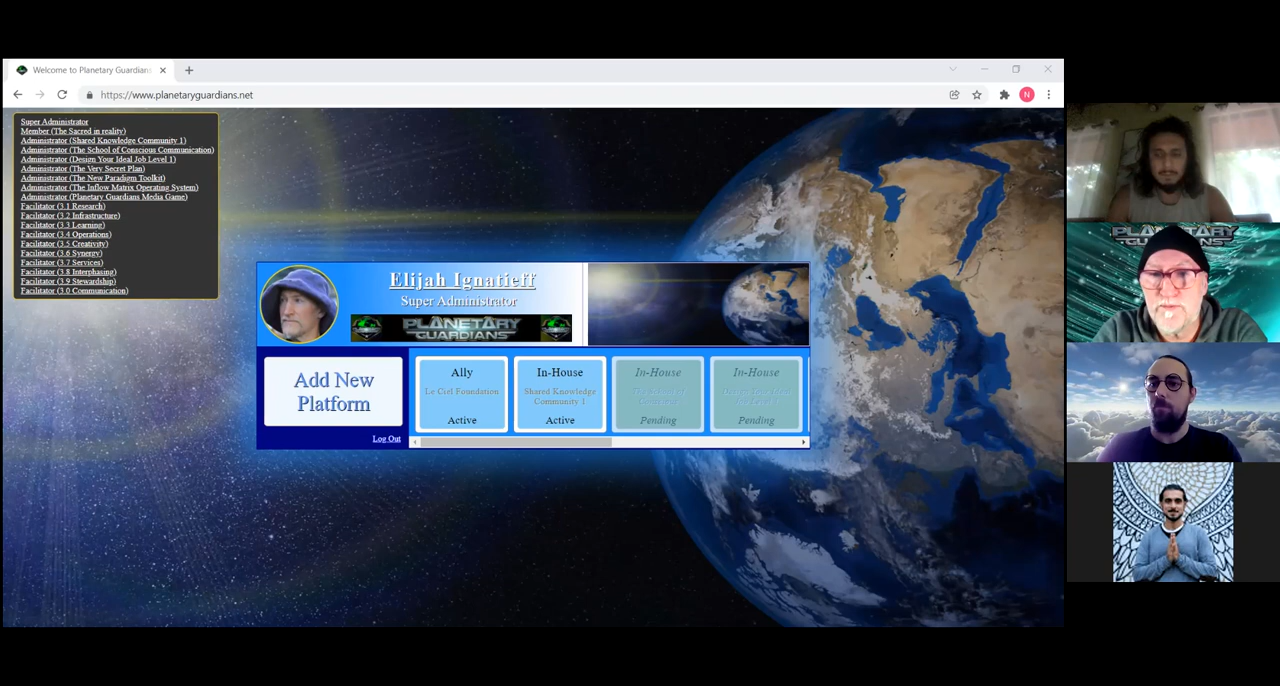 Welcome to Planetary Guardians
https://www.planetaryguardians.net
N
Super Administrator
Member (The Sacred in reality)
Administrator (Shared Knowledge Community 1)
Administrator (The School of Conscious Communication)
Administrator (Design Your Ideal Job Level 1)
Administrator (The Very Secret Plan)
Administrator (The New Paradigm Toolkit)
Administrator (The Inflow Matrix Operating System)
Administrator (Planetary Guardians Media Game)
Facilitator (3.1 Research)
Facilitator (3.2 Infrastructure)
Facilitator (3.3 Learning)
Facilitator (3.4 Operations)
Facilitator (3.5 Creativity)
Facilitator (3.6 Synergy)
Facilitator (3.7 Services)
Facilitator (3.8 Interphasing)
Facilitator (3.9 Stewardship)
Facilitator (3.0 Communication)
Elijah Ignatieff
Super Administrator
PLANETARY
GUARDIANS
Add New
Platform
Log Out
Ally
Le Ciel Foundation
Active
In-House
Shared Knowledge
Community 1
Active
In-House
Pending
In-House
Pending
PLANETARY
GUARDIANS